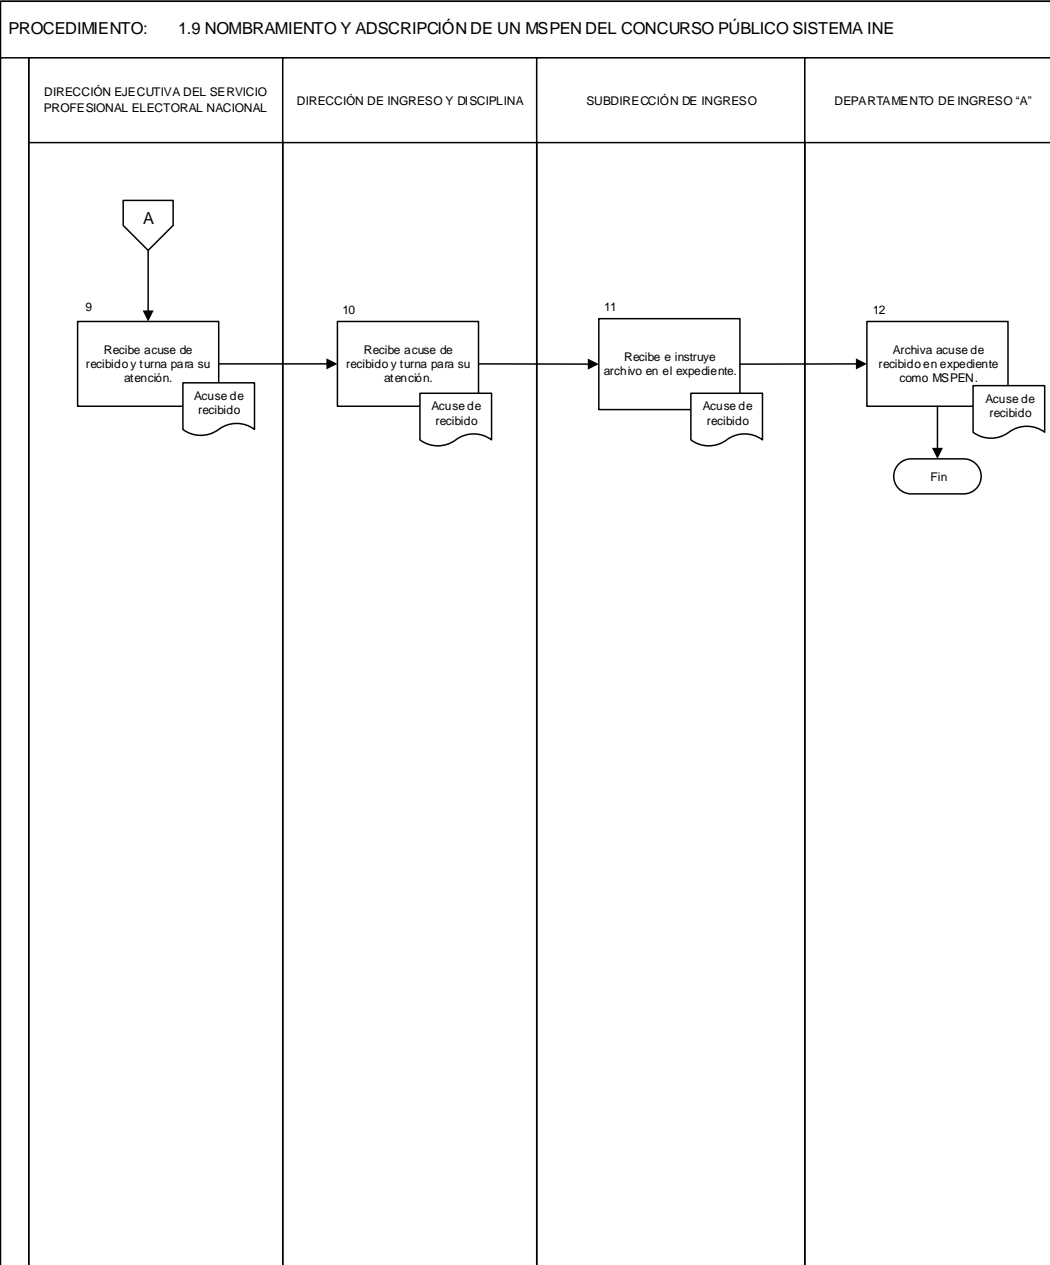 PROCEDIMIENTO: 1.9 NOMBRAMIENTO Y ADSCRIPCIÓN DE UN MSPEN DEL CONCURSO PÚBLICO SISTEMA INE
DIRECCIÓN EJECUTIVA DEL SERVICIO
PROFESIONAL ELECTORAL NACIONAL
DIRECCIÓN DE INGRESO Y DISCIPLINA
SUBDIRECCIÓN DE INGRESO
DEPARTAMENTO DE INGRESO “A”
A
9
Recibe acuse de
recibido y turna para su
atención.
Acuse de
recibido
10
Recibe acuse de
recibido y turna para su
atención.
Acuse de
recibido
11
Recibe e instruye
archivo en el expediente.
Acuse de
recibido
12
Archiva acuse de
recibido en expediente
como MSPEN.
Acuse de
recibido
Fin